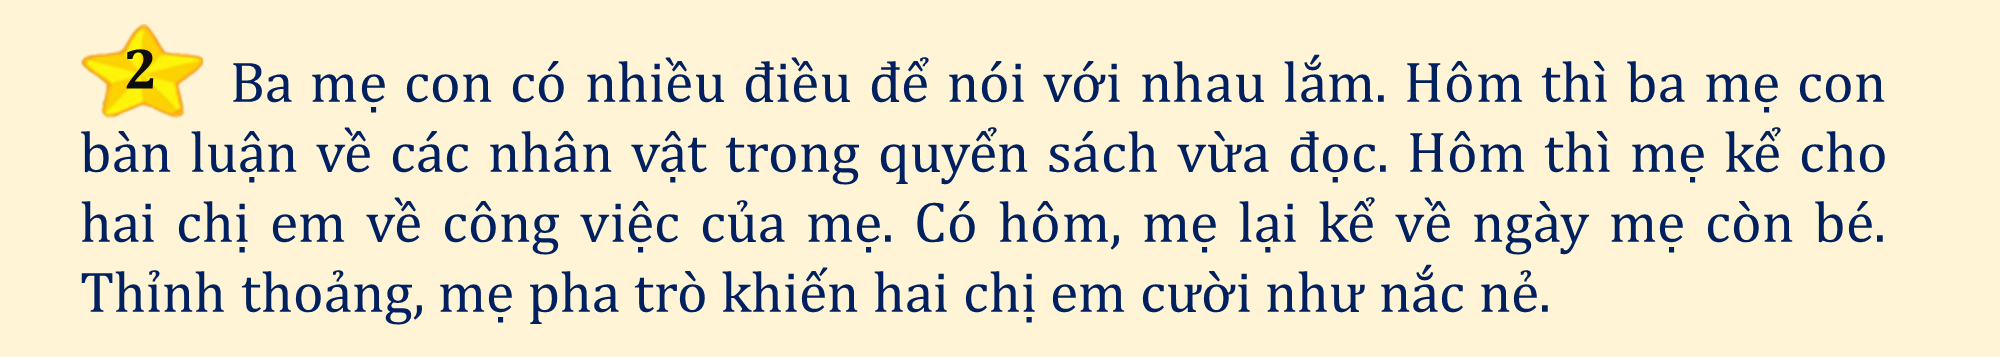 2 Ba mẹ con có nhiều điều để nói với nhau lắm. Hôm thì ba mẹ con
bàn luận về các nhân vật trong quyển sách vừa đọc. Hôm thì mẹ kể cho
hai chị em về công việc của mẹ. Có hôm, mẹ lại kể về ngày mẹ còn bé.
Thỉnh thoảng, mẹ pha trò khiến hai chị em cười như nắc nẻ.